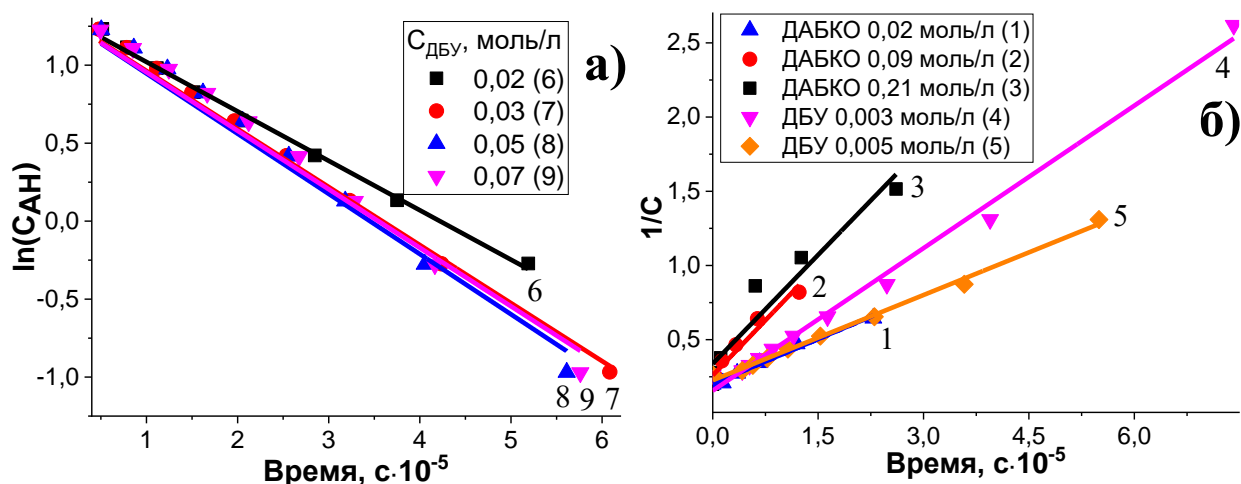 C ДБУ, моль/л
0,02 (6)
0,03 (7)
0,05 (8)
0,07 (9)
а)
ln(CАН)
1,0
0,5
0,0
-0,5
-1,0
6
8
9
7
1
2
3
4
5
6
Время, с·10⁻⁵
ДАБКО 0,02 моль/л (1)
ДАБКО 0,09 моль/л (2)
ДАБКО 0,21 моль/л (3)
ДБУ 0,003 моль/л (4)
ДБУ 0,005 моль/л (5)
б)
1/C
2,5
2,0
1,5
1,0
0,5
4
3
2
5
1
0,0
1,5
3,0
4,5
6,0
Время, с·10⁻⁵